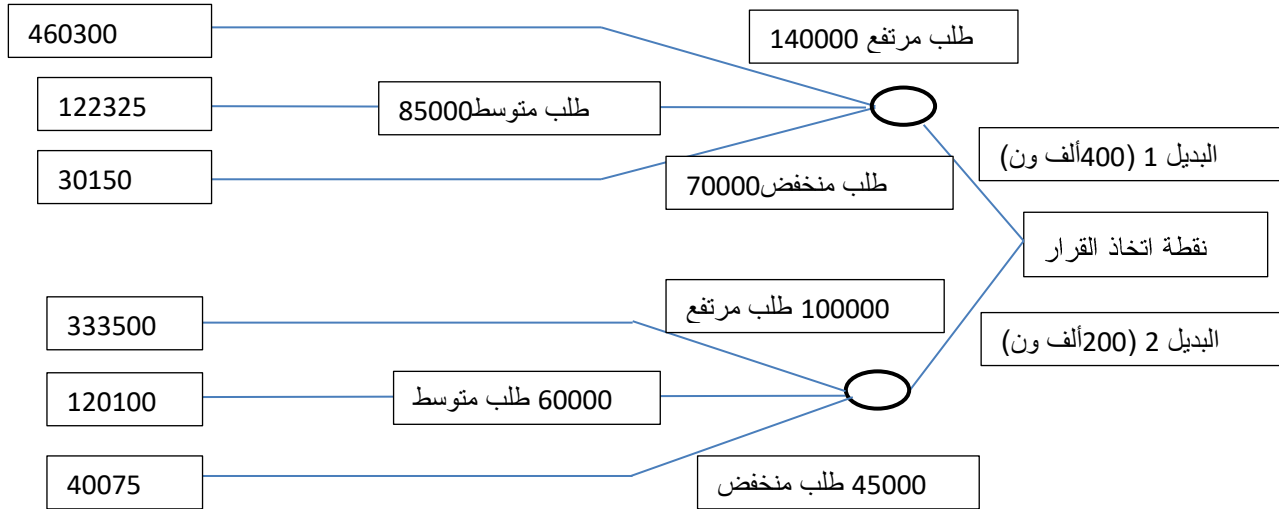 طلب مرتفع 140000
460300
طلب متوسط85000
122325
البديل 1 (400ألف ون)
طلب منخفض70000
30150
نقطة اتخاذ القرار
100000 طلب مرتفع
333500
البديل 2 (200ألف ون)
60000 طلب متوسط
120100
45000 طلب منخفض
40075